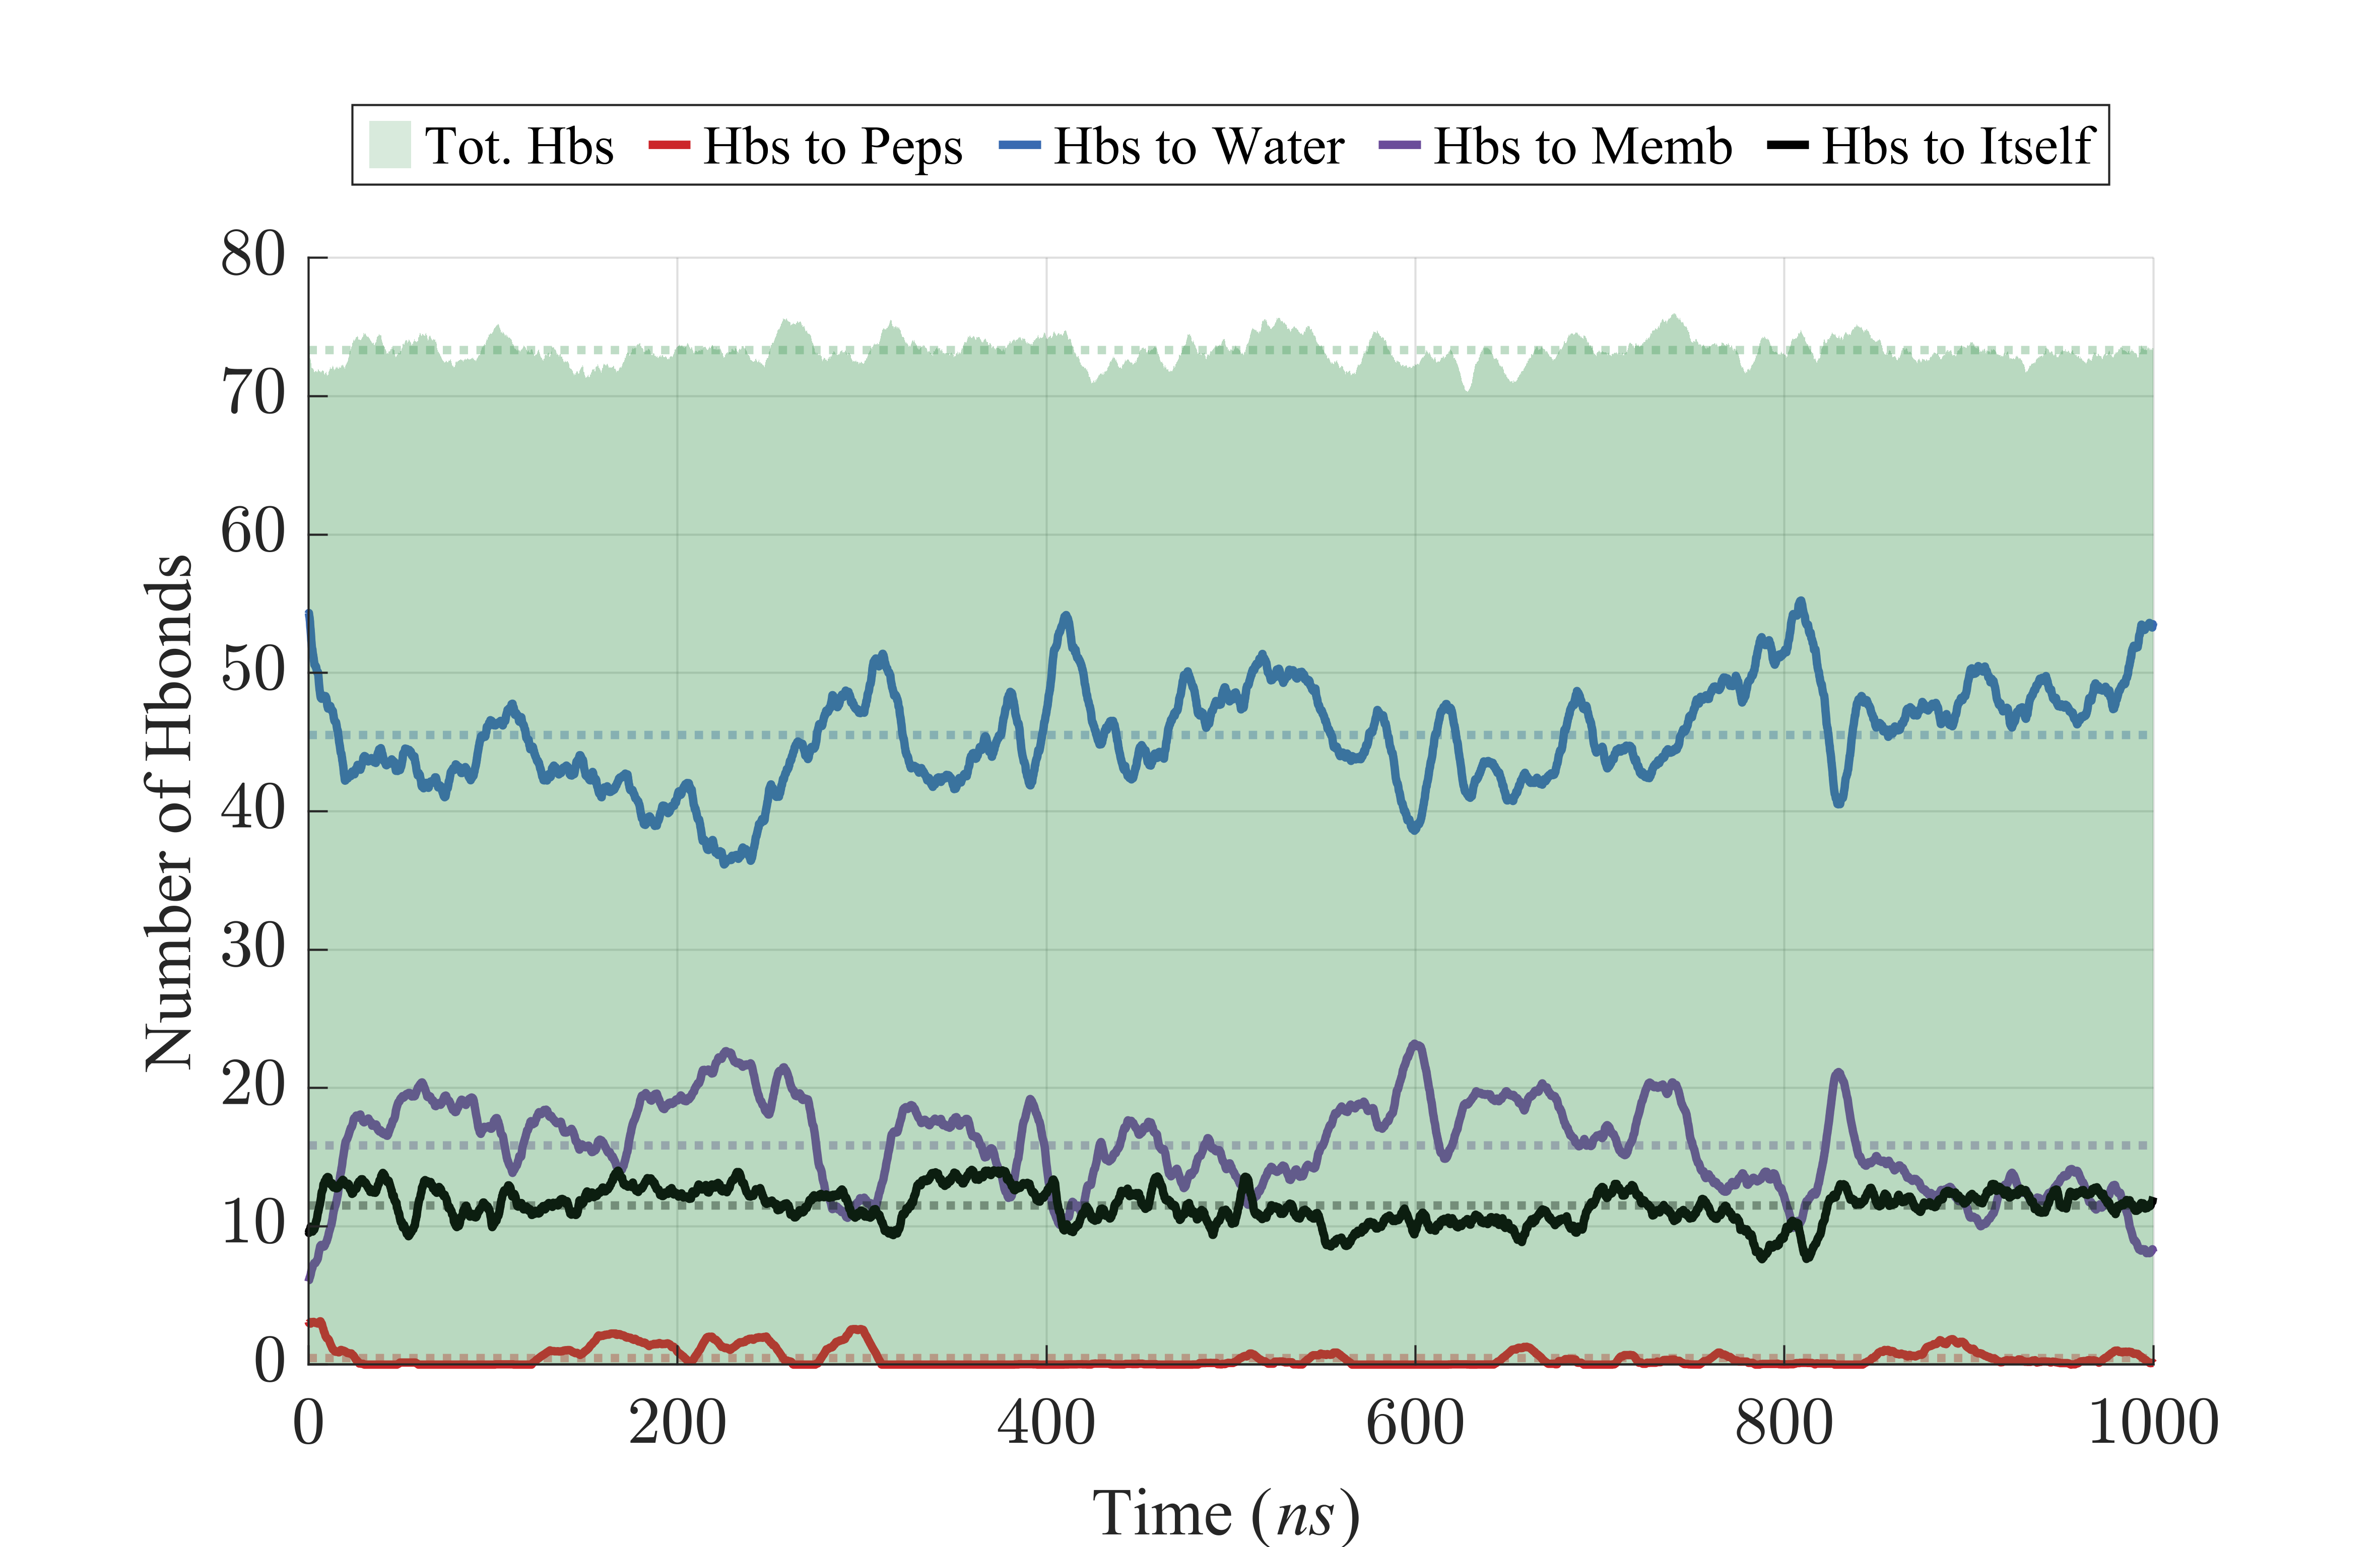 Tot. Hbs Hbs to Peps Hbs to Water Hbs to Memb Hbs to Itself
80
70
60
50
40
30
20
10
0
Number of Hbonds
0 200 400 600 800 1000
Time (ns)